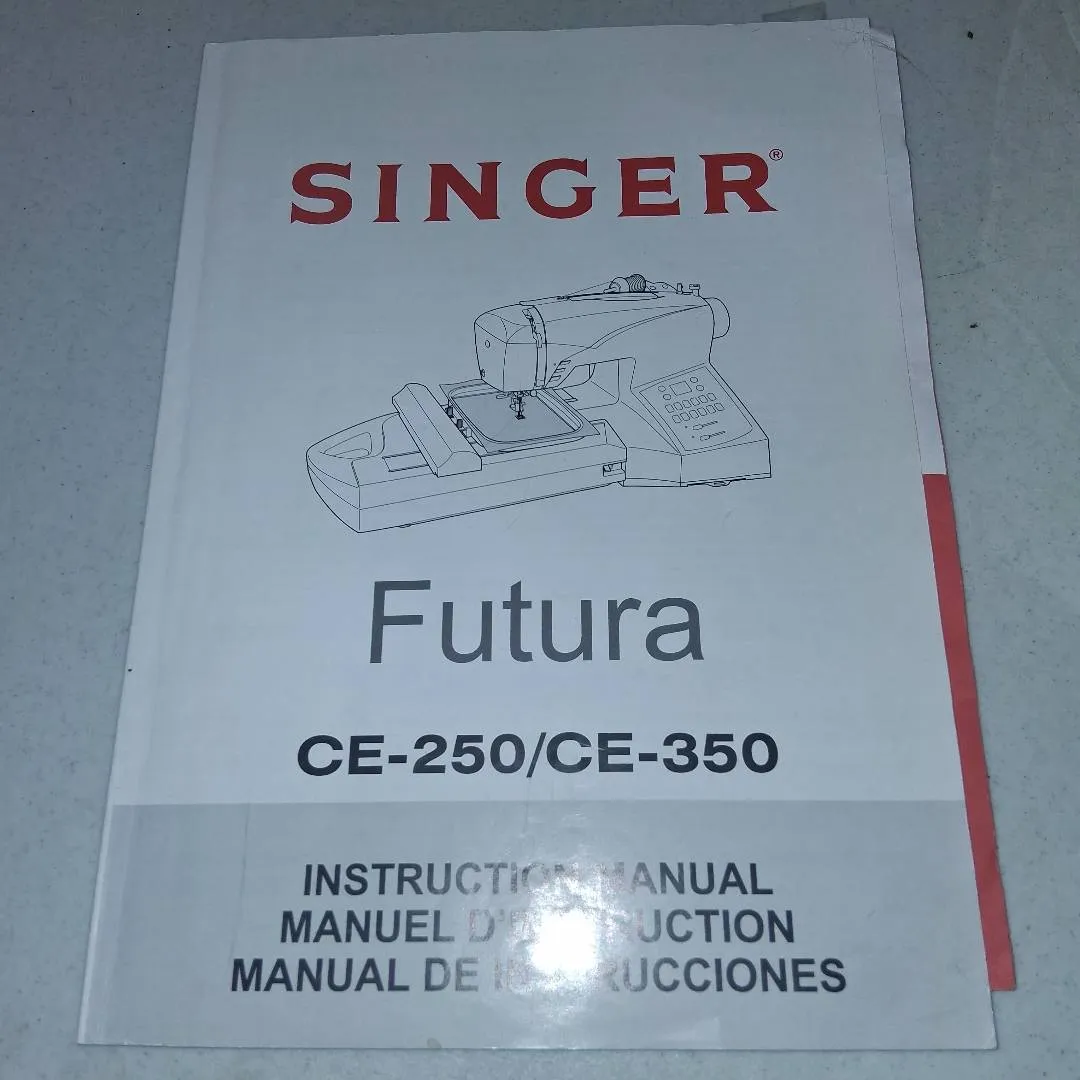 SINGER®
Futura
CE-250/CE-350
INSTRUCTION MANUAL
MANUEL D'INSTRUCTION
MANUAL DE INSTRUCCIONES